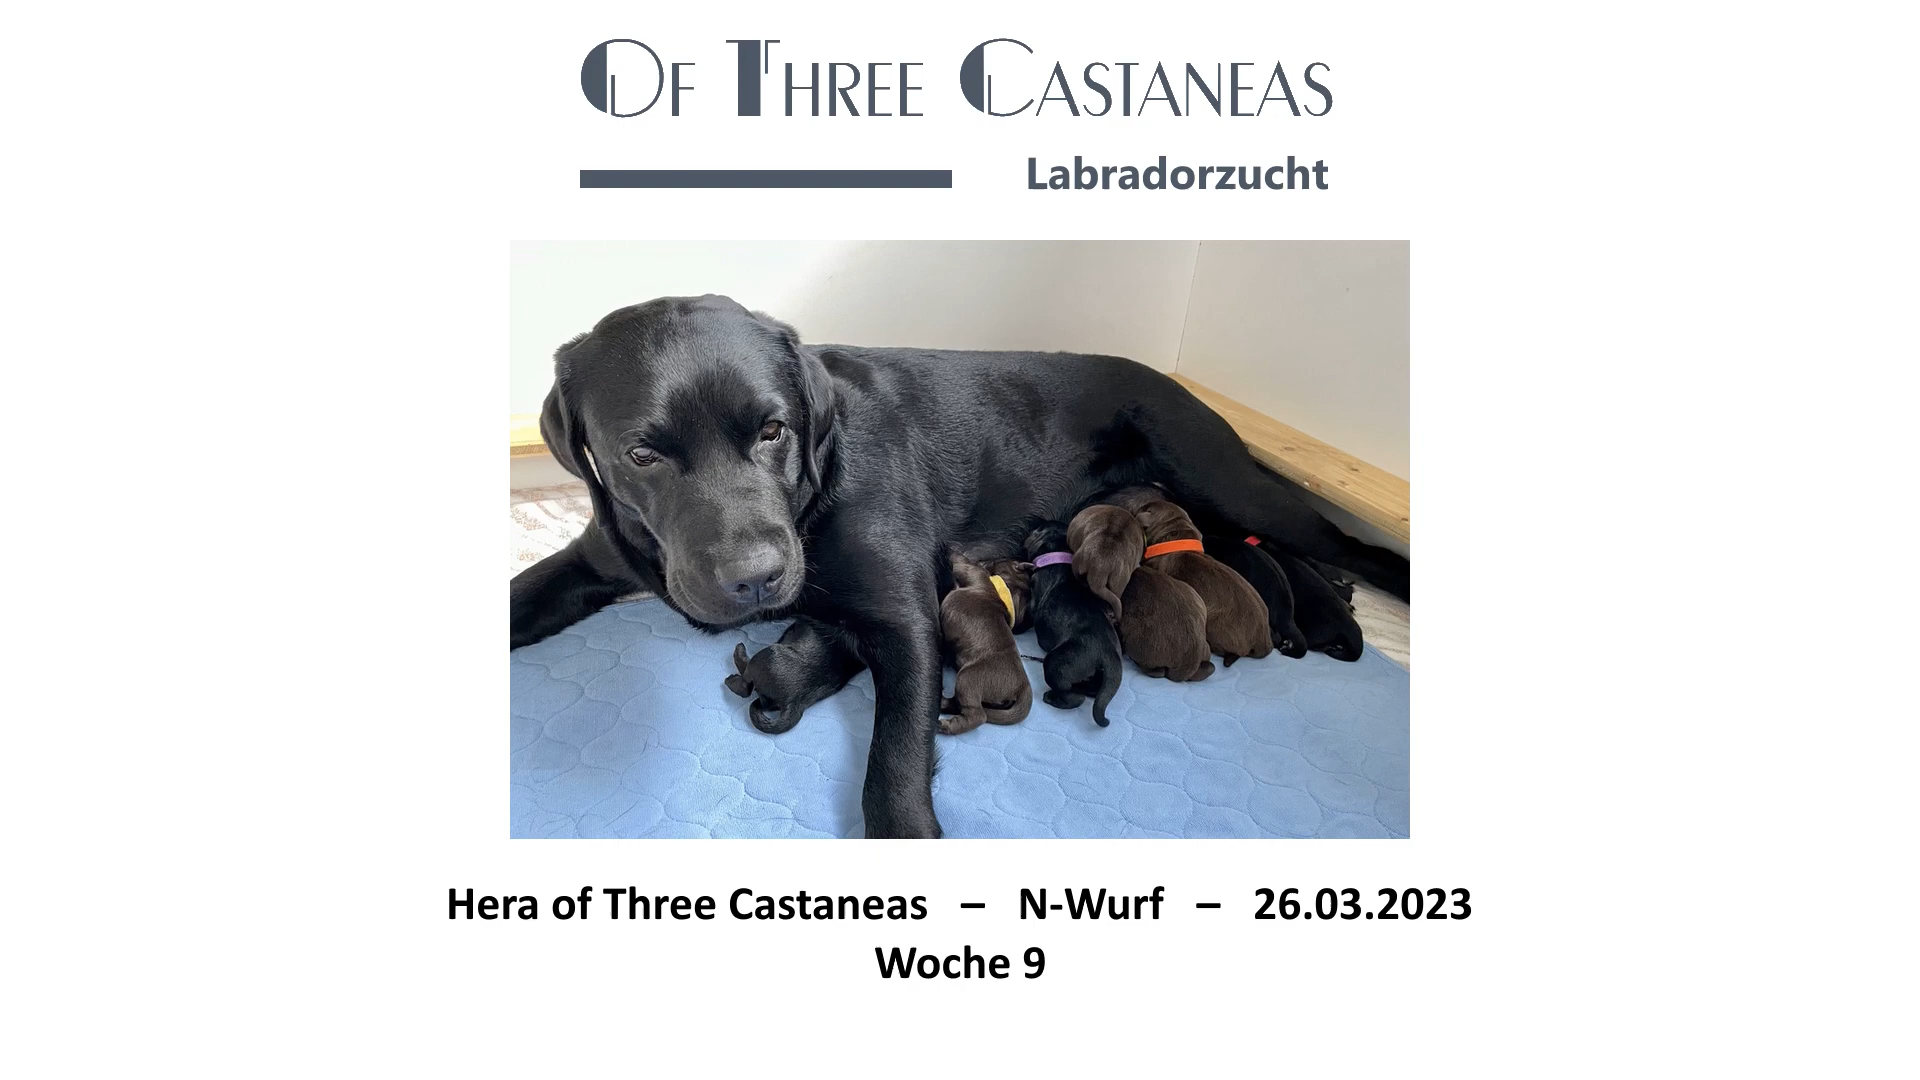 Of Three Castaneas
Labradorzucht
Hera of Three Castaneas – N-Wurf – 26.03.2023
Woche 9